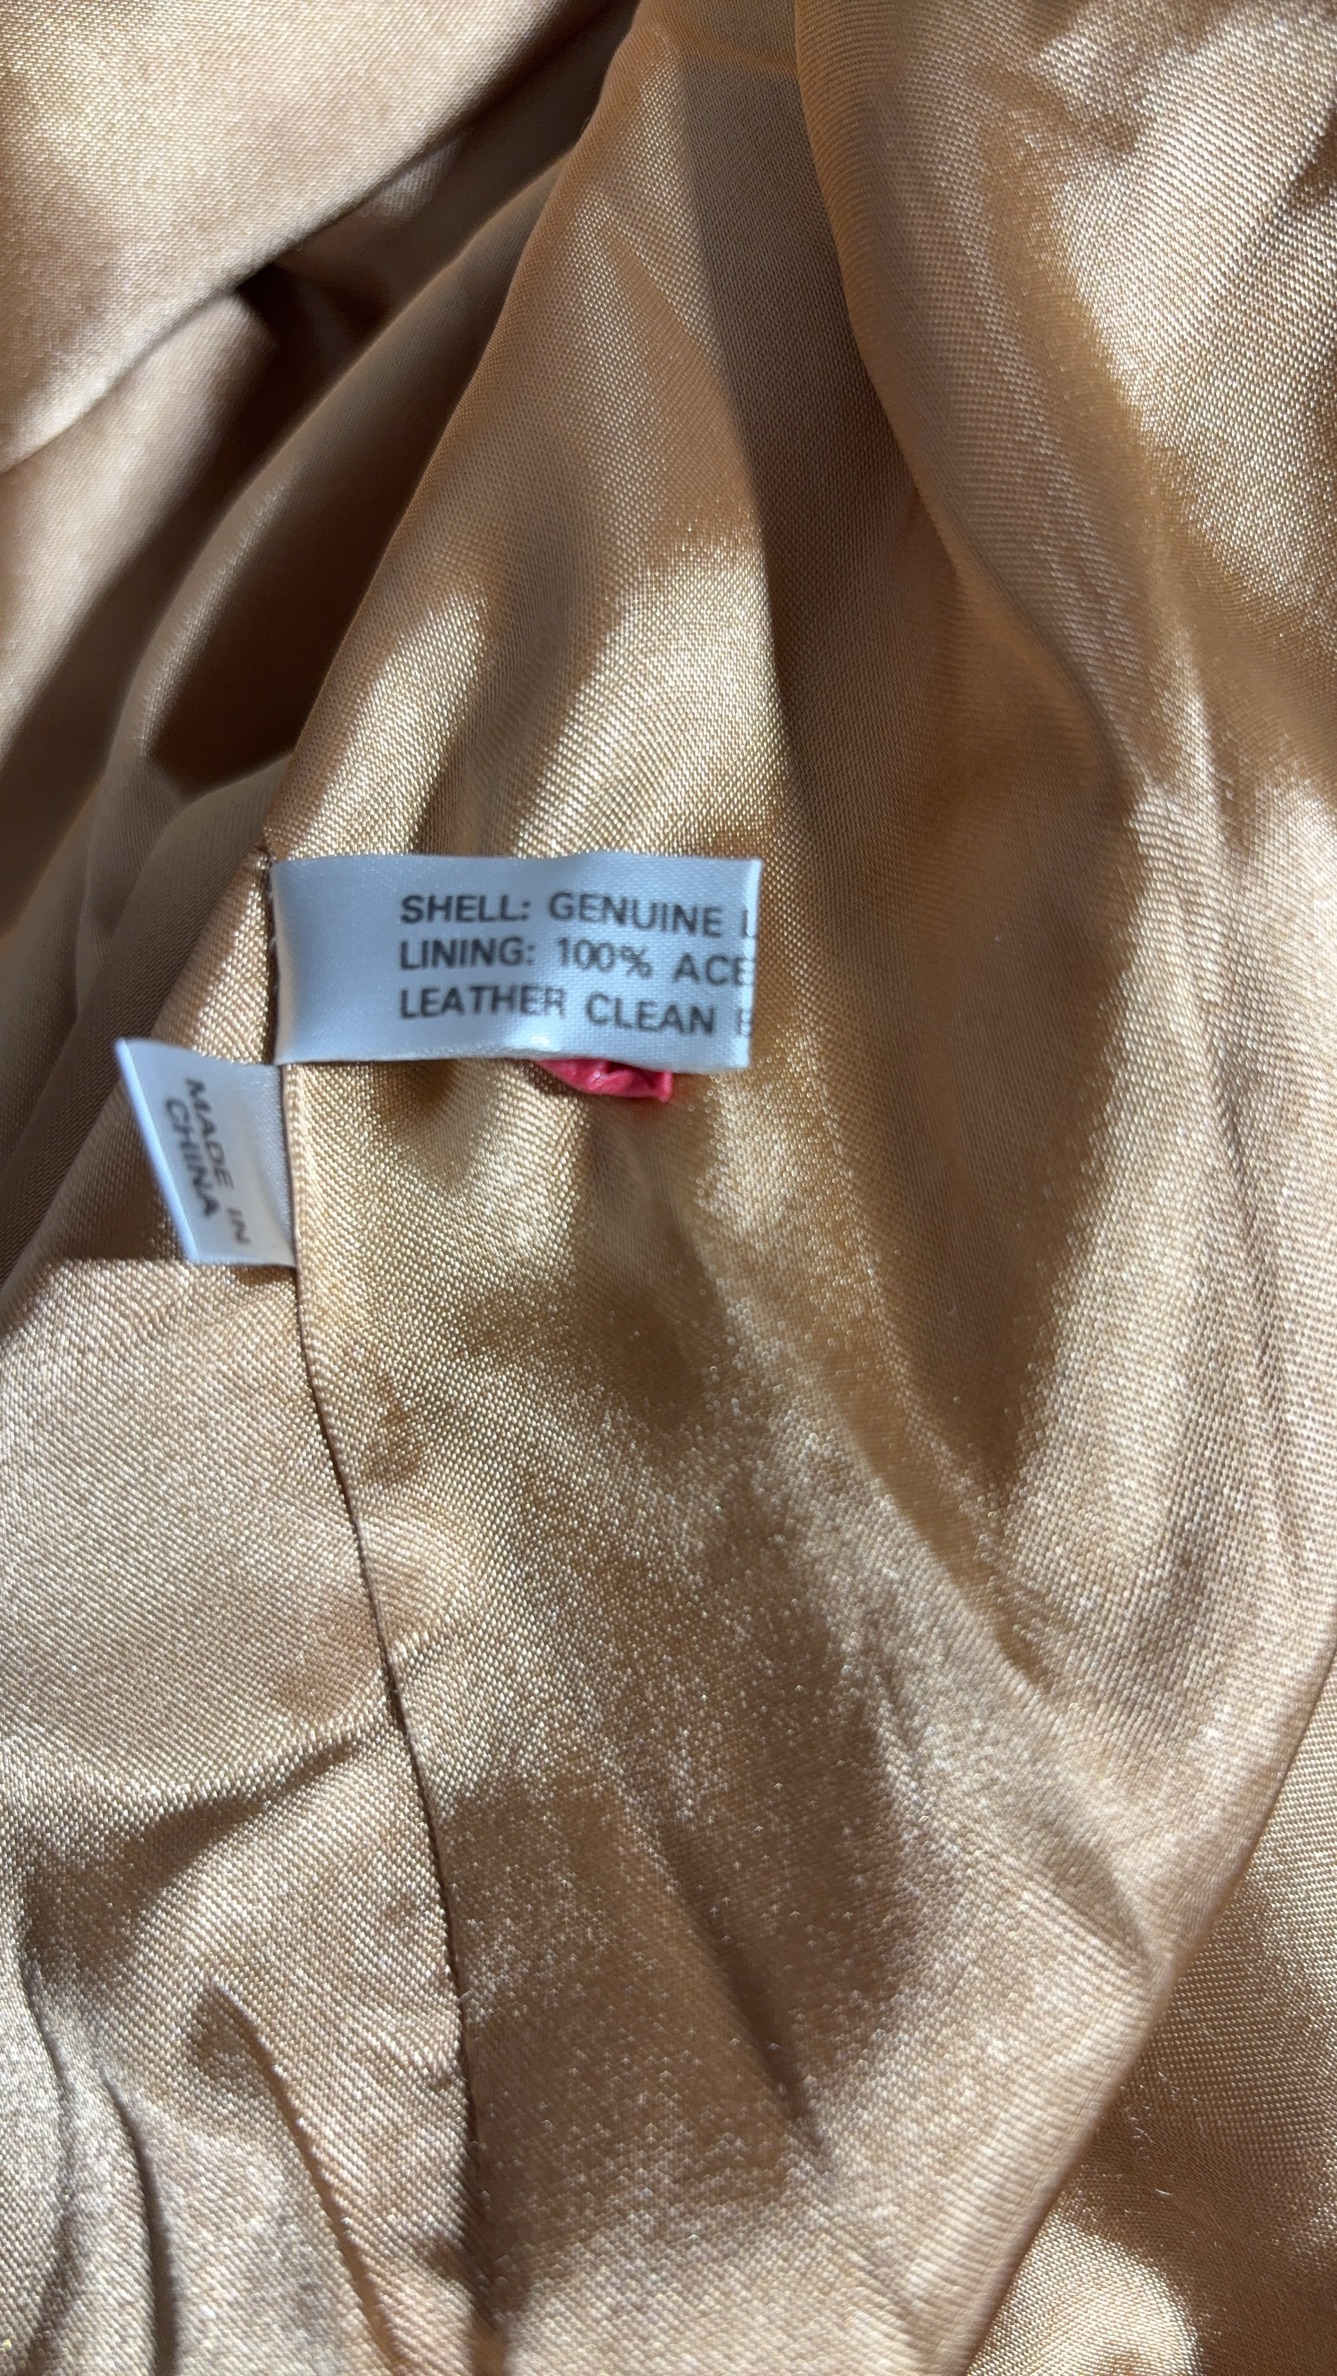 SHELL: GENUINE
LINING: 100% ACE
LEATHER CLEAN
MADE IN
CHINA